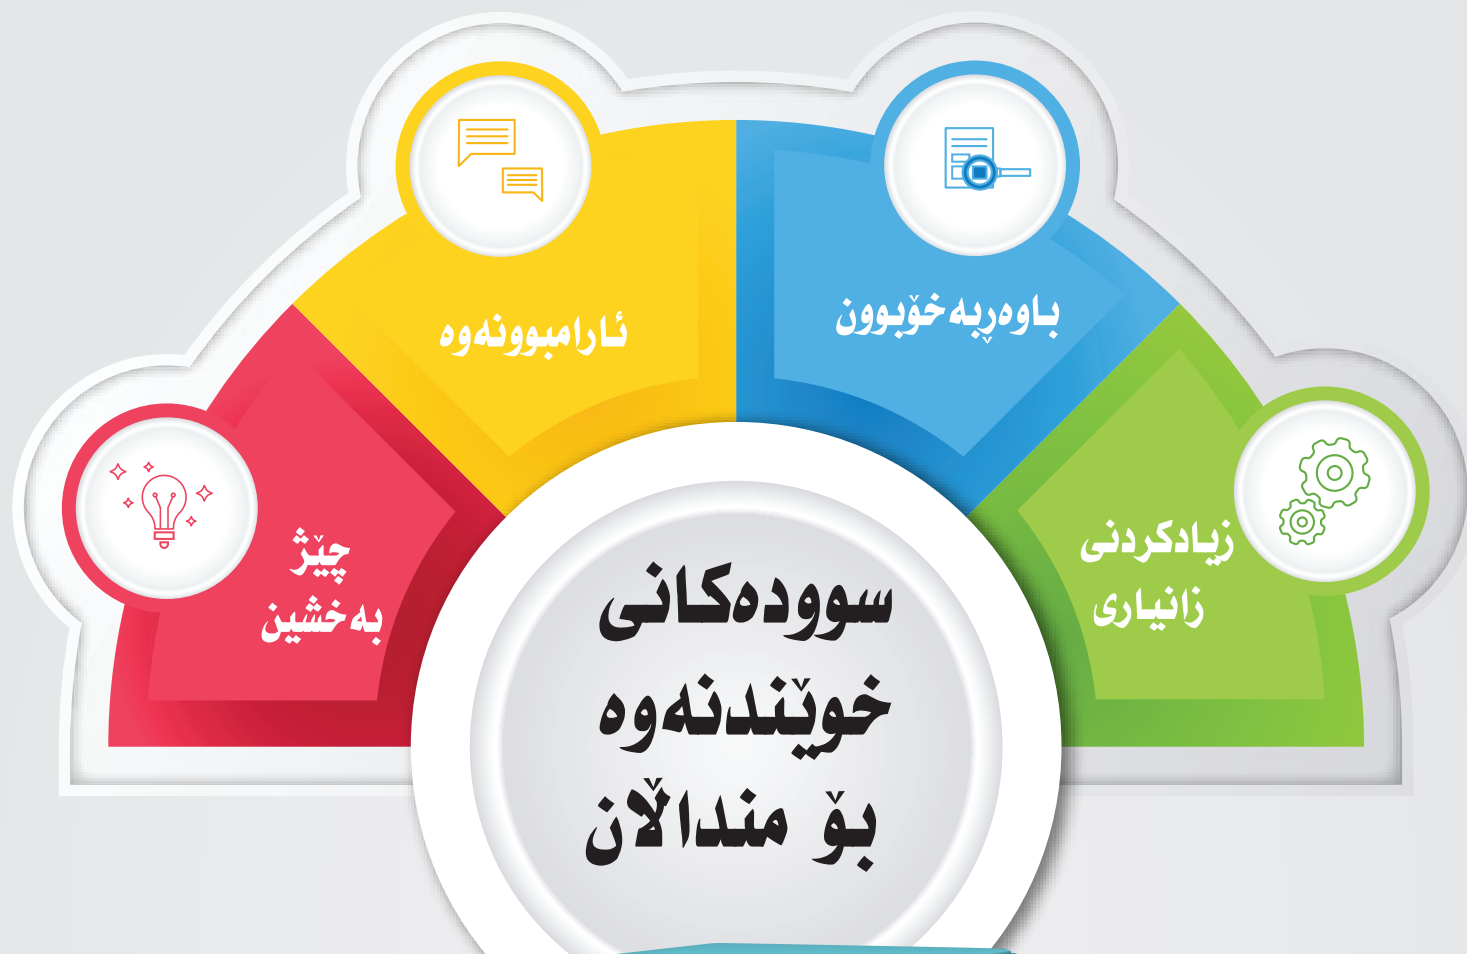 باوەڕبەخۆبوون
ئارامبوونەوە
زیادکردنی
زانیاری
چێژ
بەخشین
سوودەکانی
خوێندنەوە
بۆ منداڵان